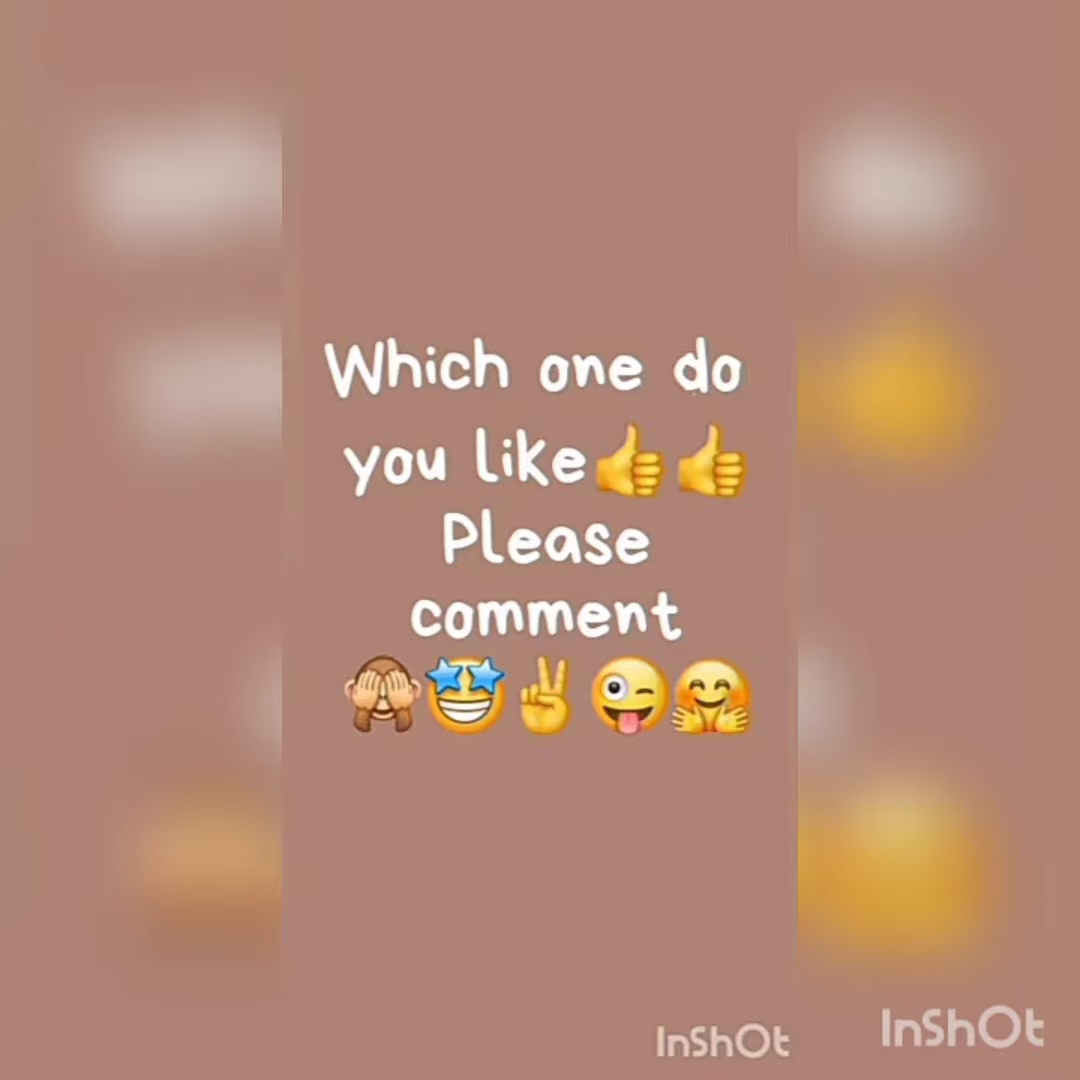 Which one do
you like👍👍
Please
comment
🙈🤩✌️😜🤗
InShOt
InShOt